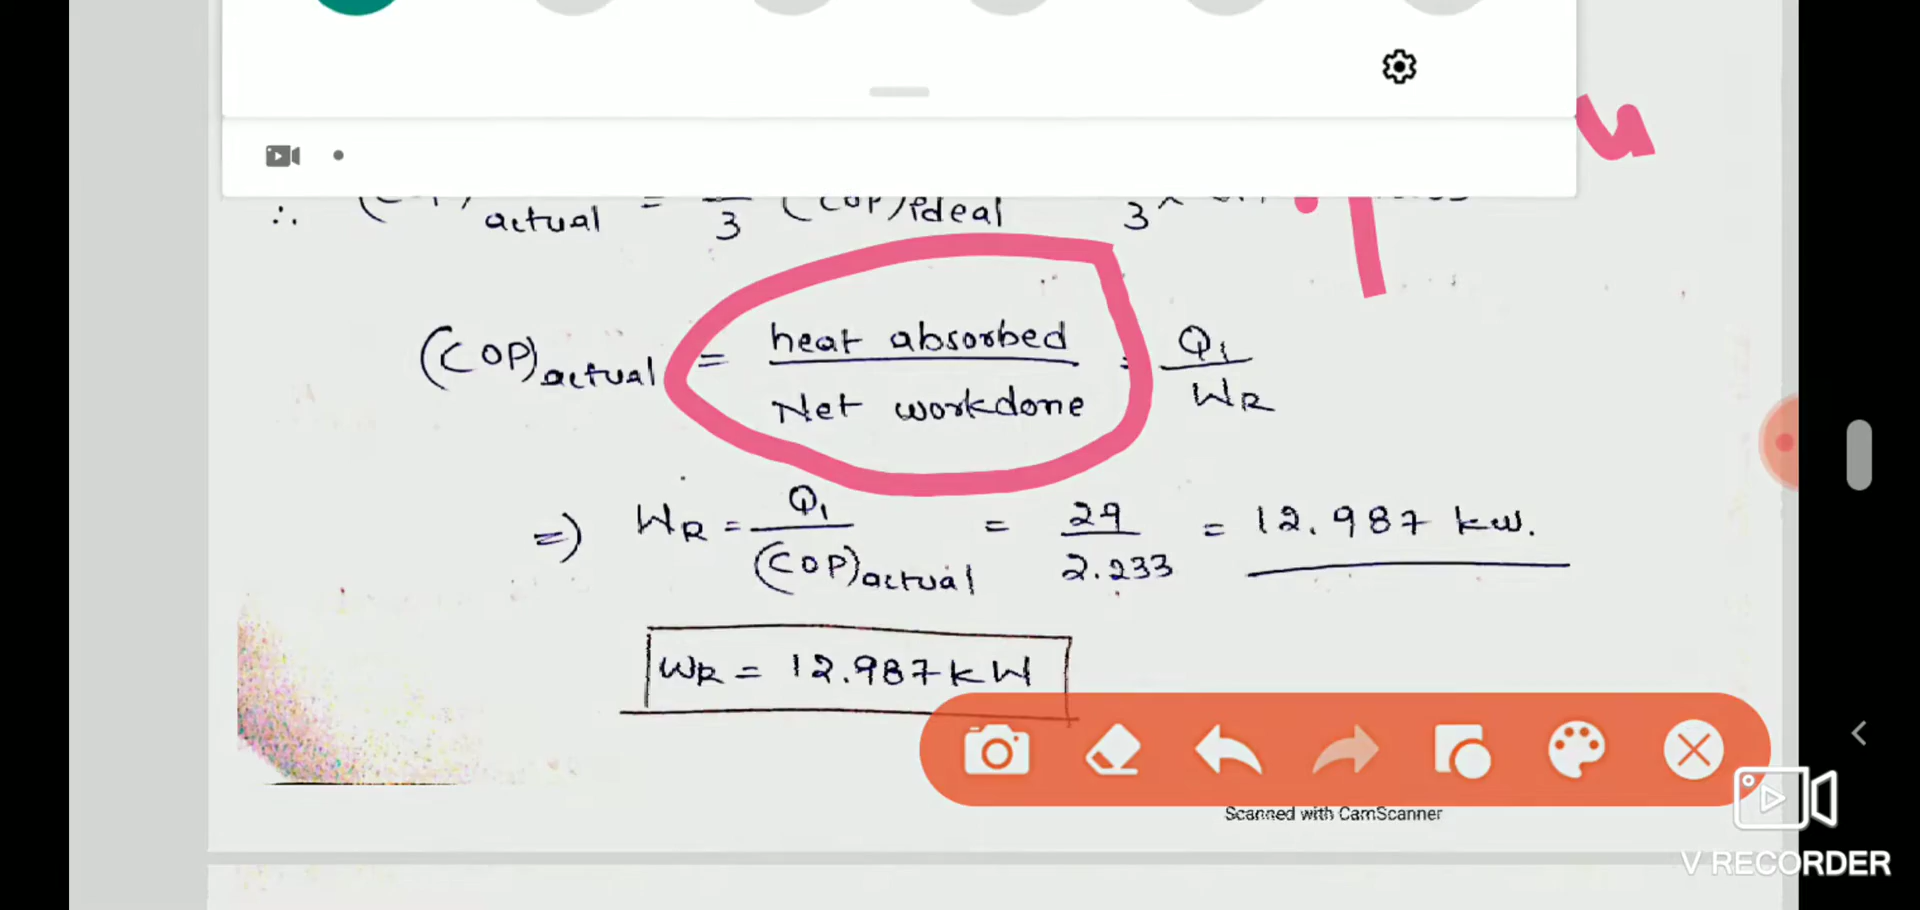 ∴ actual = 3 (COP)ideal 3 ×
(COP)actual = heat absorbed / Net workdone = Q1 / WR
=) WR = Q1 / (COP)actual = 29 / 2.233 = 12.987 kw.
WR = 12.987 kW
Scanned with CamScanner
V RECORDER